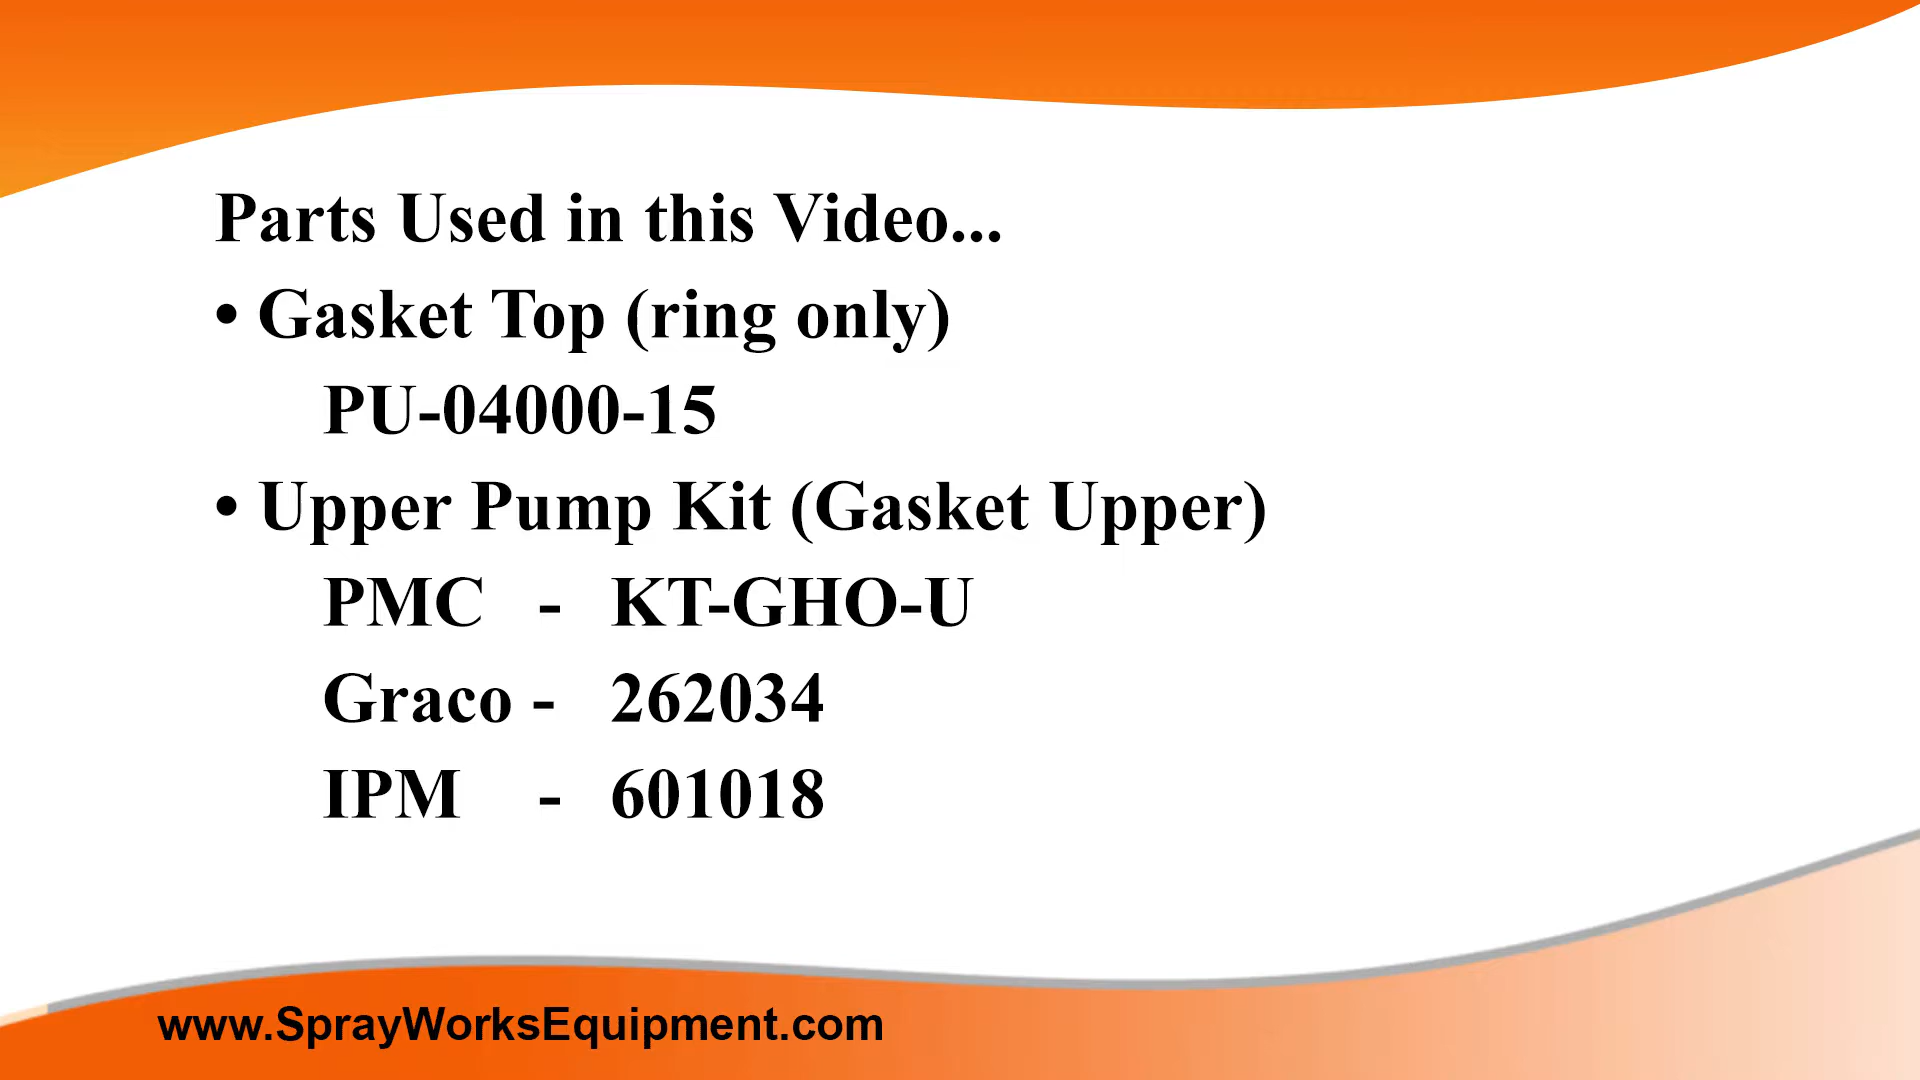 Parts Used in this Video...
• Gasket Top (ring only)
PU-04000-15
• Upper Pump Kit (Gasket Upper)
PMC - KT-GHO-U
Graco - 262034
IPM - 601018
www.SprayWorksEquipment.com